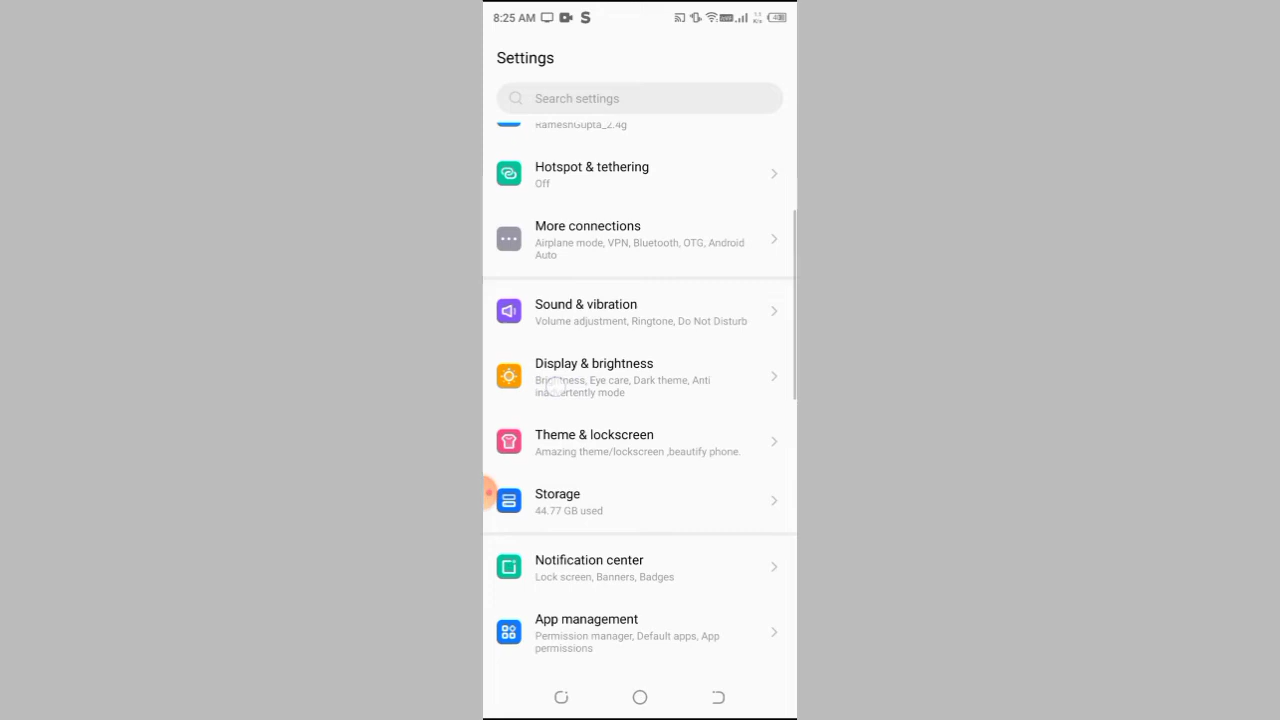 8:25 AM
Settings
Search settings
RameshGupta_2.4g
Hotspot & tethering
Off
More connections
Airplane mode, VPN, Bluetooth, OTG, Android
Auto
Sound & vibration
Volume adjustment, Ringtone, Do Not Disturb
Display & brightness
Brightness, Eye care, Dark theme, Anti
inadvertently mode
Theme & lockscreen
Amazing theme/lockscreen ,beautify phone.
Storage
44.77 GB used
Notification center
Lock screen, Banners, Badges
App management
Permission manager, Default apps, App
permissions